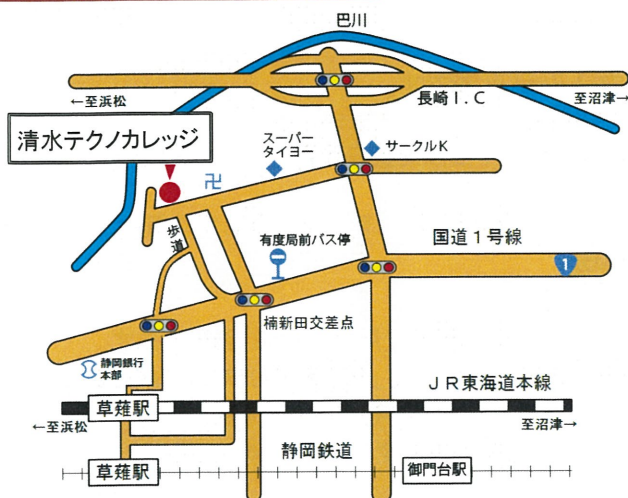 巴川
←至浜松
長崎I.C
至沼津→
清水テクノカレッジ
スーパー
タイヨー
サークルK
卍
歩道
有度局前バス停
国道1号線
1
楠新田交差点
静岡銀行
本部
JR東海道本線
草薙駅
←至浜松
至沼津→
静岡鉄道
草薙駅
御門台駅